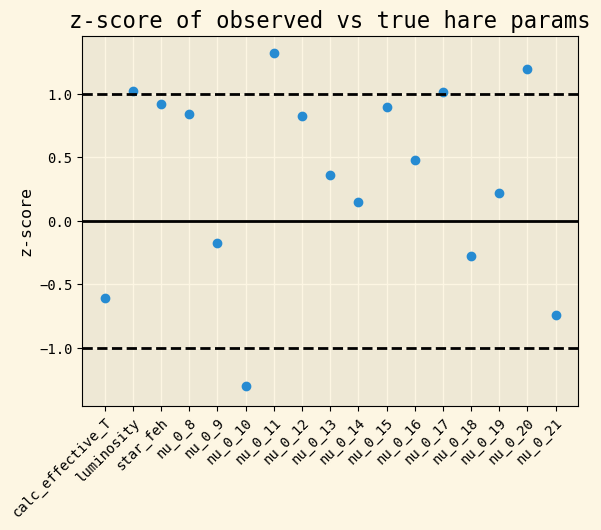 z-score of observed vs true hare params
z-score
1.0
0.5
0.0
−0.5
−1.0
calc_effective_T
luminosity
star_feh
nu_0_8
nu_0_9
nu_0_10
nu_0_11
nu_0_12
nu_0_13
nu_0_14
nu_0_15
nu_0_16
nu_0_17
nu_0_18
nu_0_19
nu_0_20
nu_0_21